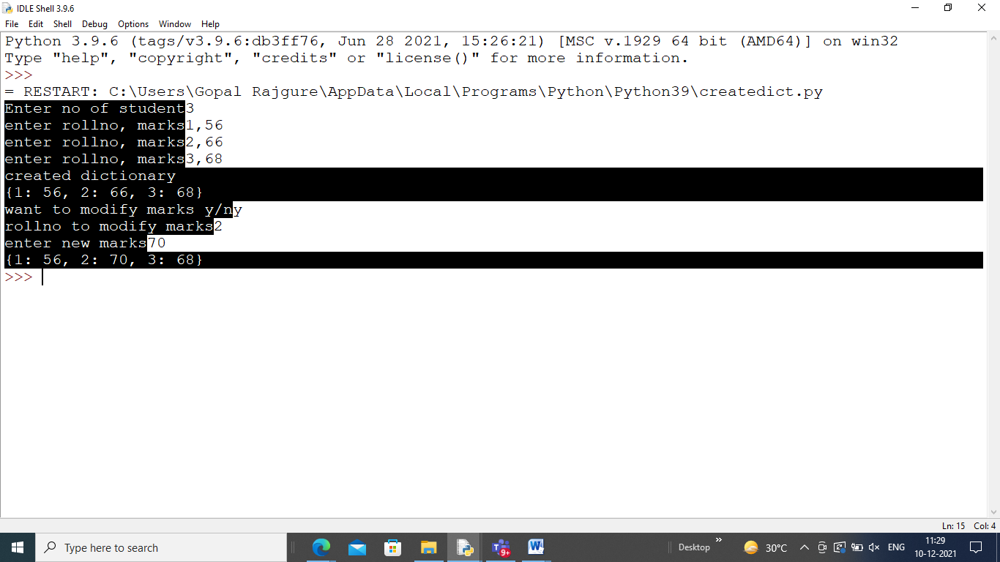 IDLE Shell 3.9.6
File Edit Shell Debug Options Window Help
Python 3.9.6 (tags/v3.9.6:db3ff76, Jun 28 2021, 15:26:21) [MSC v.1929 64 bit (AMD64)] on win32
Type "help", "copyright", "credits" or "license()" for more information.
>>>
= RESTART: C:\Users\Gopal Rajgure\AppData\Local\Programs\Python\Python39\createdict.py
Enter no of student3
enter rollno, marks1,56
enter rollno, marks2,66
enter rollno, marks3,68
created dictionary
{1: 56, 2: 66, 3: 68}
want to modify marks y/ny
rollno to modify marks2
enter new marks70
{1: 56, 2: 70, 3: 68}
>>>
Ln: 15 Col: 4
Type here to search
9+
Desktop
30°C
ENG
11:29
10-12-2021